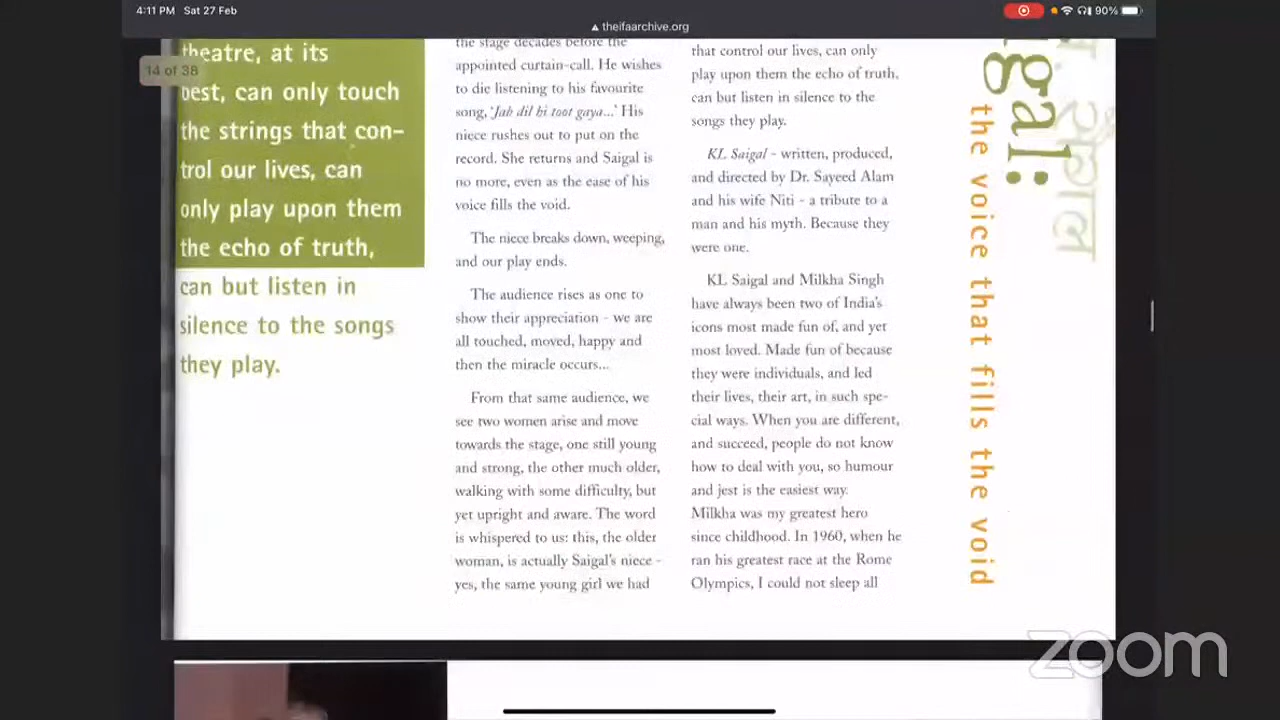 4:11 PM Sat 27 Feb
90%
theifaarchive.org
14 of 38
theatre, at its
best, can only touch
the strings that con-
trol our lives, can
only play upon them
the echo of truth,
can but listen in
silence to the songs
they play.
the stage decades before the
appointed curtain-call. He wishes
to die listening to his favourite
song, 'Jab dil hi toot gaya...' His
niece rushes out to put on the
record. She returns and Saigal is
no more, even as the ease of his
voice fills the void.
The niece breaks down, weeping,
and our play ends.
The audience rises as one to
show their appreciation - we are
all touched, moved, happy and
then the miracle occurs...
From that same audience, we
see two women arise and move
towards the stage, one still young
and strong, the other much older,
walking with some difficulty, but
yet upright and aware. The word
is whispered to us: this, the older
woman, is actually Saigal's niece -
yes, the same young girl we had
that control our lives, can only
play upon them the echo of truth,
can but listen in silence to the
songs they play.
KL Saigal - written, produced,
and directed by Dr. Sayeed Alam
and his wife Niti - a tribute to a
man and his myth. Because they
were one.
KL Saigal and Milkha Singh
have always been two of India's
icons most made fun of, and yet
most loved. Made fun of because
they were individuals, and led
their lives, their art, in such spe-
cial ways. When you are different,
and succeed, people do not know
how to deal with you, so humour
and jest is the easiest way.
Milkha was my greatest hero
since childhood. In 1960, when he
ran his greatest race at the Rome
Olympics, I could not sleep all
gal:
the voice that fills the void
zoom